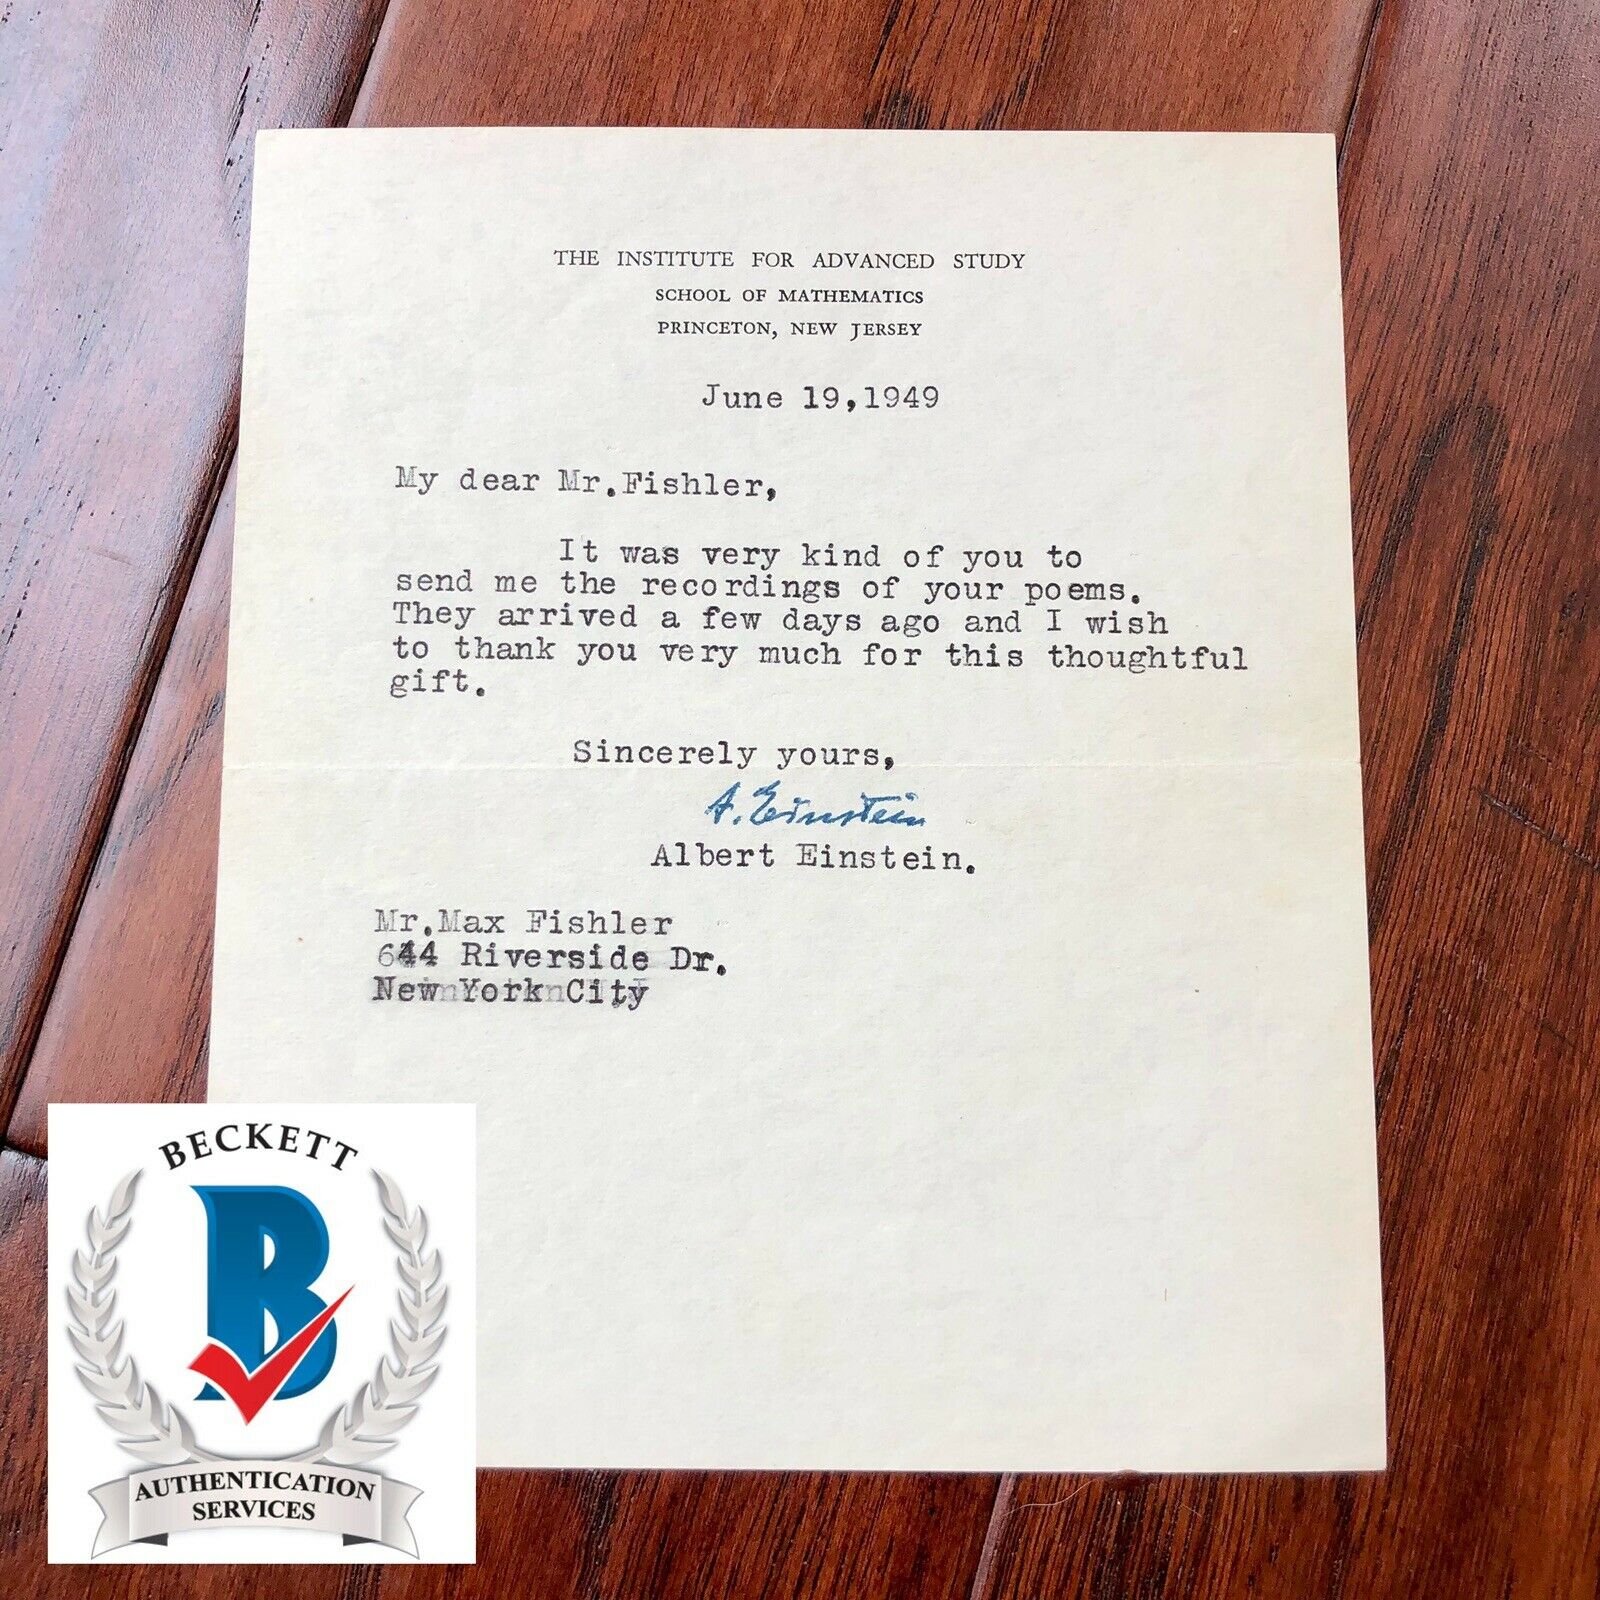 THE INSTITUTE FOR ADVANCED STUDY
SCHOOL OF MATHEMATICS
PRINCETON, NEW JERSEY
June 19,1949
My dear Mr.Fishler,
It was very kind of you to
send me the recordings of your poems.
They arrived a few days ago and I wish
to thank you very much for this thoughtful
gift.
Sincerely yours,
A. Einstein
Albert Einstein.
Mr.Max Fishler
644 Riverside Dr.
New York City
BECKETT
B
AUTHENTICATION
SERVICES